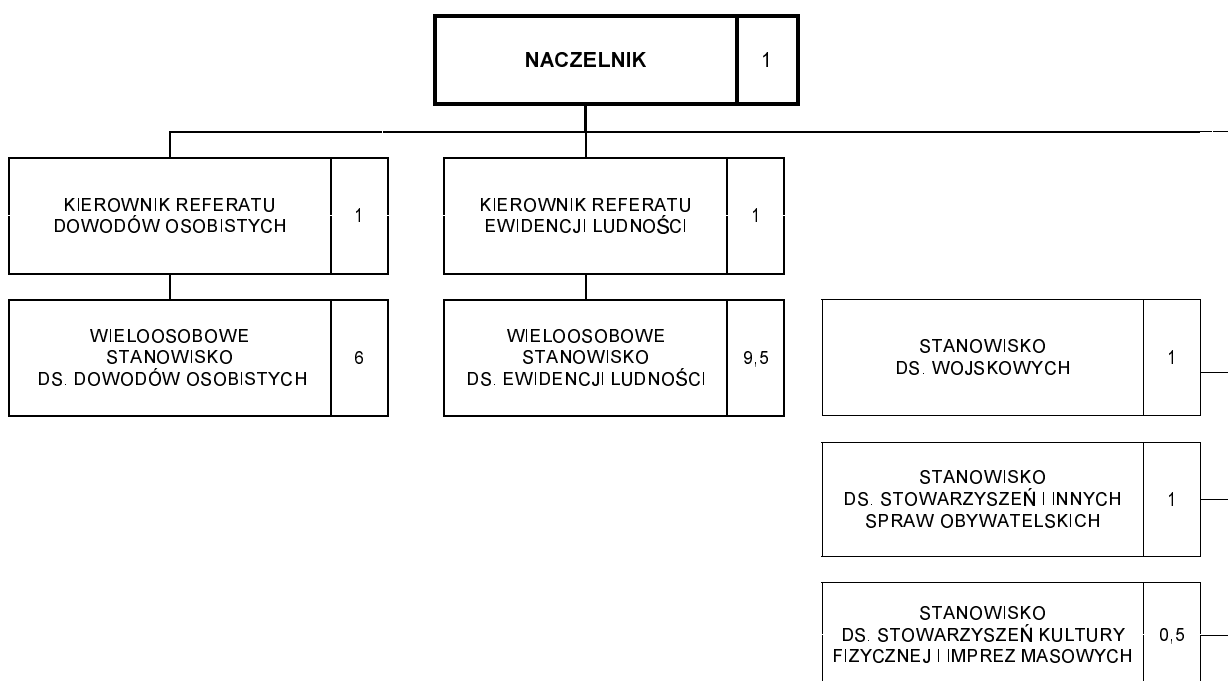 NACZELNIK 1
KIEROWNIK REFERATU
DOWODÓW OSOBISTYCH
1
KIEROWNIK REFERATU
EWIDENCJI LUDNOŚCI
1
WIELOOSOBOWE
STANOWISKO
DS. DOWODÓW OSOBISTYCH
6
WIELOOSOBOWE
STANOWISKO
DS. EWIDENCJI LUDNOŚCI
9,5
STANOWISKO
DS. WOJSKOWYCH
1
STANOWISKO
DS. STOWARZYSZEŃ I INNYCH
SPRAW OBYWATELSKICH
1
STANOWISKO
DS. STOWARZYSZEŃ KULTURY
FIZYCZNEJ I IMPREZ MASOWYCH
0,5